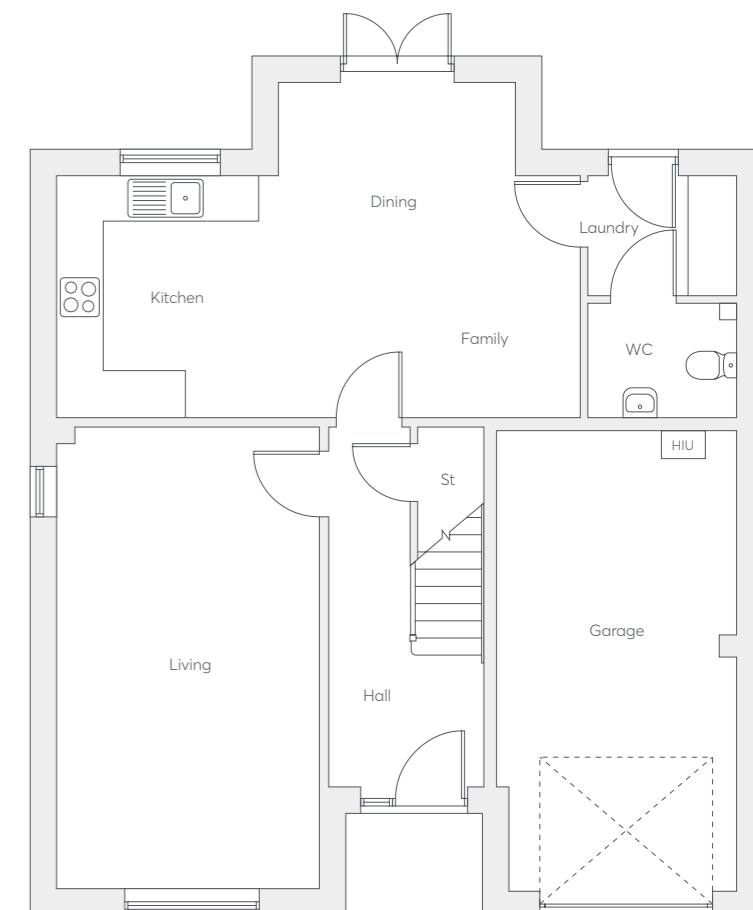 Dining
Laundry
Kitchen
Family
WC
HIU
St
Garage
Living
Hall